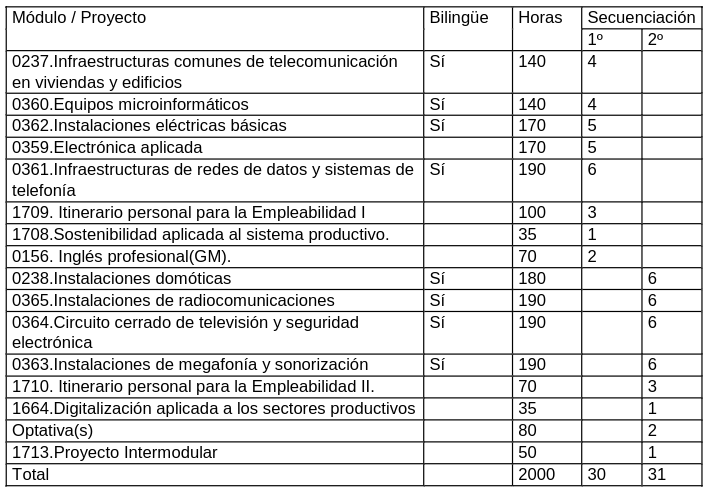 Módulo / Proyecto Bilingüe Horas Secuenciación
1º 2º
0237.Infraestructuras comunes de telecomunicación Sí 140 4
en viviendas y edificios
0360.Equipos microinformáticos Sí 140 4
0362.Instalaciones eléctricas básicas Sí 170 5
0359.Electrónica aplicada 170 5
0361.Infraestructuras de redes de datos y sistemas de Sí 190 6
telefonía
1709. Itinerario personal para la Empleabilidad I 100 3
1708.Sostenibilidad aplicada al sistema productivo. 35 1
0156. Inglés profesional(GM). 70 2
0238.Instalaciones domóticas Sí 180 6
0365.Instalaciones de radiocomunicaciones Sí 190 6
0364.Circuito cerrado de televisión y seguridad Sí 190 6
electrónica
0363.Instalaciones de megafonía y sonorización Sí 190 6
1710. Itinerario personal para la Empleabilidad II. 70 3
1664.Digitalización aplicada a los sectores productivos 35 1
Optativa(s) 80 2
1713.Proyecto Intermodular 50 1
Total 2000 30 31